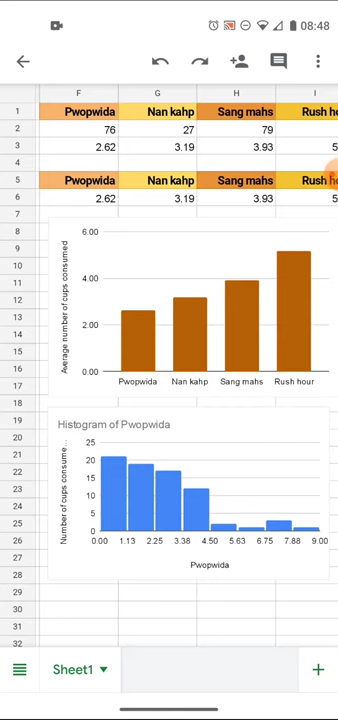 08:48
F G H I
1 Pwopwida Nan kahp Sang mahs Rush ho
2 76 27 79
3 2.62 3.19 3.93 5
4
5 Pwopwida Nan kahp Sang mahs Rush h
6 2.62 3.19 3.93 5
7
8
9
10
11
12
13
14
15
16
17
18
19
20
21
22
23
24
25
26
27
28
29
30
31
32
Average number of cups consumed
6.00
4.00
2.00
0.00
Pwopwida Nan kahp Sang mahs Rush hour
Histogram of Pwopwida
Number of cups consume...
25
20
15
10
5
0
0.00 1.13 2.25 3.38 4.50 5.63 6.75 7.88 9.00
Pwopwida
Sheet1